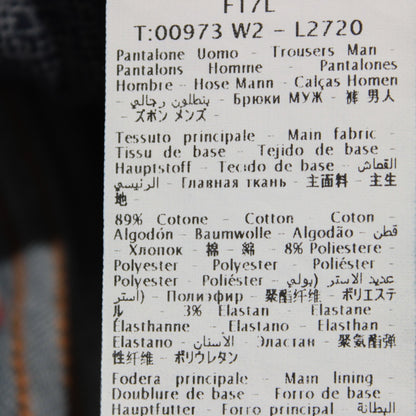 F17L
T:00973 W2 - L2720
Pantalone Uomo - Trousers Man -
Pantalons Homme - Pantalones
Hombre - Hose Mann - Calças Homen
- بنطلون رجالي - Брюки МУЖ - 裤 男人
- ズボン メンズ -
Tessuto principale - Main fabric -
Tissu de base - Tejido de base -
Hauptstoff - Tecido de base - القماش
الرئيسي - Главная ткань - 主面料 - 主生
地 -
89% Cotone - Cotton - Coton -
Algodón - Baumwolle - Algodão - قطن
- Хлопок - 棉 - 綿 - 8% Poliestere -
Polyester - Polyester - Poliéster -
Polyester - Poliéster - عديد الاستر (بولي
أستر) - Полиэфир - 聚酯纤维 - ポリエステ
ル - 3% Elastan - Elastane -
Élasthanne - Elastano - Elasthan -
Elastano - الأستان - Эластан - 聚氨酯弹
性纤维 - ポリウレタン
Fodera principale - Main lining -
Doublure de base - Forro de base -
Hauptfutter - Forro principal - البطانة